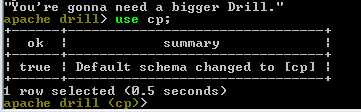 "You're gonna need a bigger Drill."
apache drill> use cp;
+------+---------------------------------+
| ok | summary |
+------+---------------------------------+
| true | Default schema changed to [cp] |
+------+---------------------------------+
1 row selected (0.5 seconds)
apache drill (cp)>